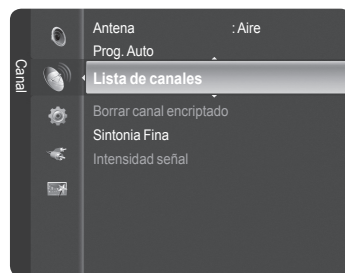 Canal
Antena : Aire
Prog. Auto
Lista de canales
Borrar canal encriptado
Sintonia Fina
Intensidad señal